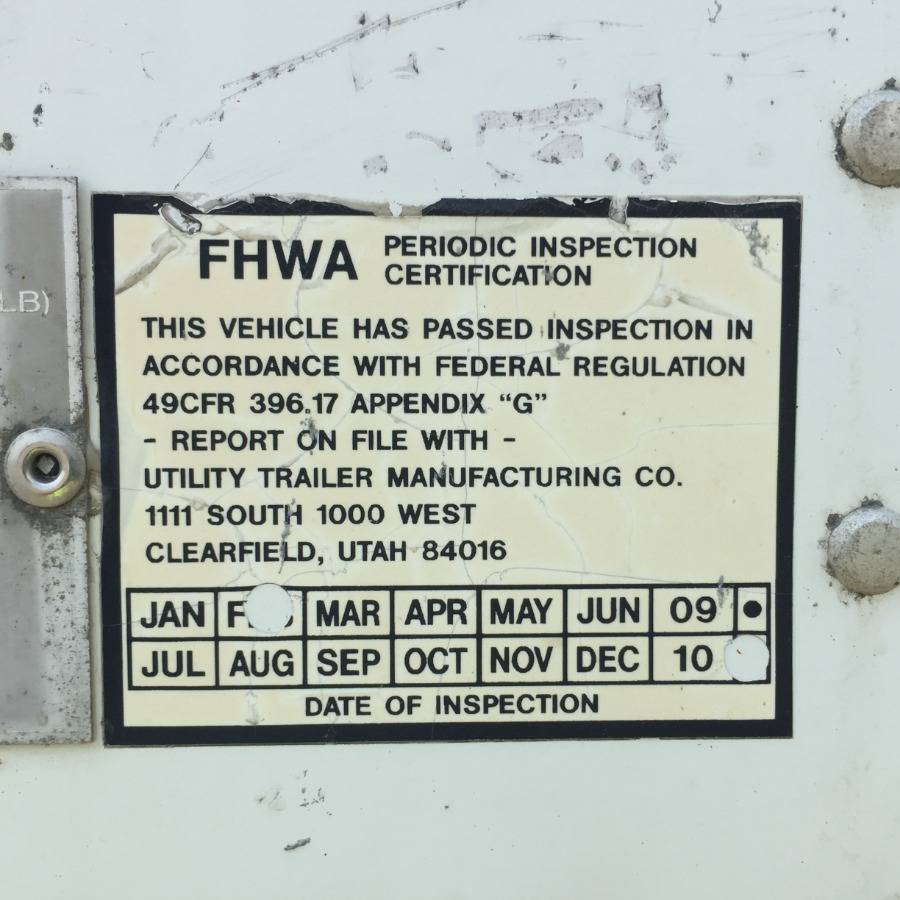 LB)
FHWA PERIODIC INSPECTION
CERTIFICATION
THIS VEHICLE HAS PASSED INSPECTION IN
ACCORDANCE WITH FEDERAL REGULATION
49CFR 396.17 APPENDIX “G”
- REPORT ON FILE WITH -
UTILITY TRAILER MANUFACTURING CO.
1111 SOUTH 1000 WEST
CLEARFIELD, UTAH 84016
JAN MAR APR MAY JUN 09 •
JUL AUG SEP OCT NOV DEC 10
DATE OF INSPECTION